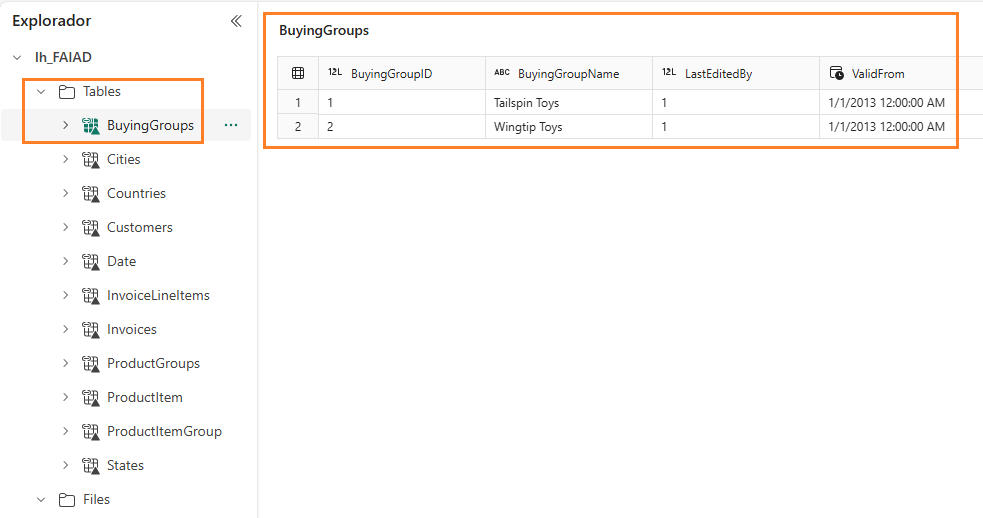 Explorador
lh_FAIAD
Tables
BuyingGroups
Cities
Countries
Customers
Date
InvoiceLineItems
Invoices
ProductGroups
ProductItem
ProductItemGroup
States
Files
BuyingGroups
12L BuyingGroupID ABC BuyingGroupName 12L LastEditedBy ValidFrom
1 1 Tailspin Toys 1 1/1/2013 12:00:00 AM
2 2 Wingtip Toys 1 1/1/2013 12:00:00 AM